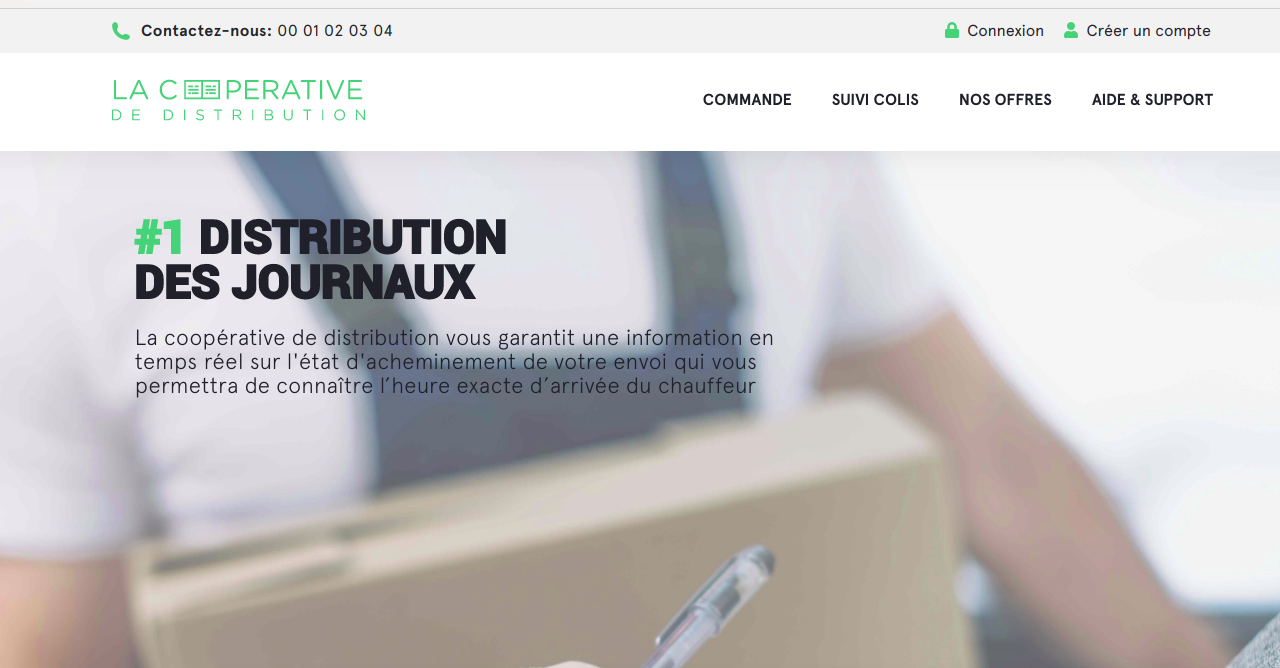 Contactez-nous: 00 01 02 03 04
Connexion
Créer un compte
LA COOPERATIVE
DE DISTRIBUTION
COMMANDE
SUIVI COLIS
NOS OFFRES
AIDE & SUPPORT
#1 DISTRIBUTION
DES JOURNAUX
La coopérative de distribution vous garantit une information en
temps réel sur l'état d'acheminement de votre envoi qui vous
permettra de connaître l’heure exacte d’arrivée du chauffeur